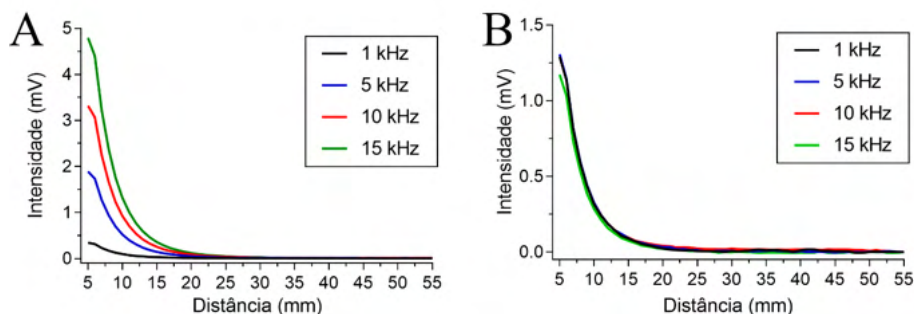 A
Intensidade (mV)
5
4
3
2
1
0
5 10 15 20 25 30 35 40 45 50 55
Distância (mm)
1 kHz
5 kHz
10 kHz
15 kHz
B
Intensidade (mV)
1.5
1.0
0.5
0.0
5 10 15 20 25 30 35 40 45 50 55
Distância (mm)
1 kHz
5 kHz
10 kHz
15 kHz